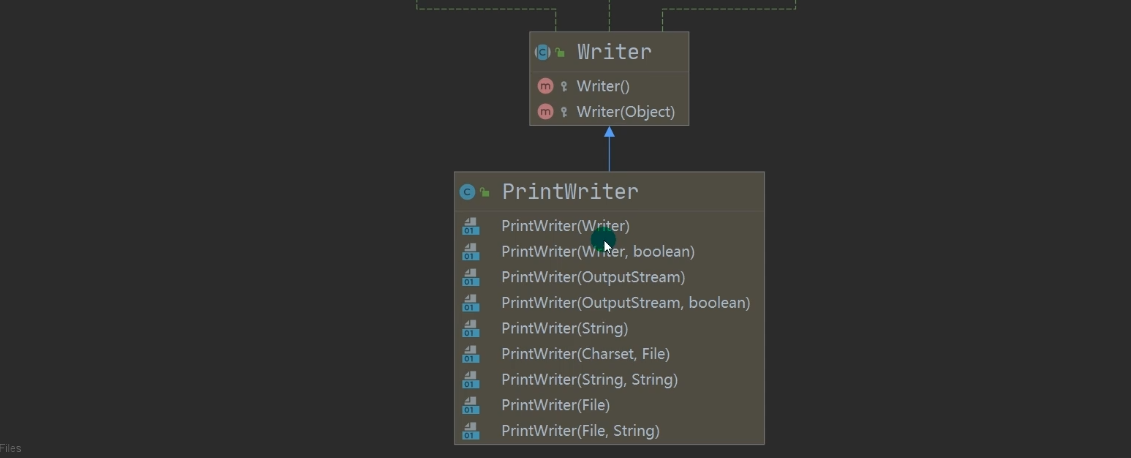 Writer
Writer()
Writer(Object)
PrintWriter
PrintWriter(Writer)
PrintWriter(Writer, boolean)
PrintWriter(OutputStream)
PrintWriter(OutputStream, boolean)
PrintWriter(String)
PrintWriter(Charset, File)
PrintWriter(String, String)
PrintWriter(File)
PrintWriter(File, String)
Files